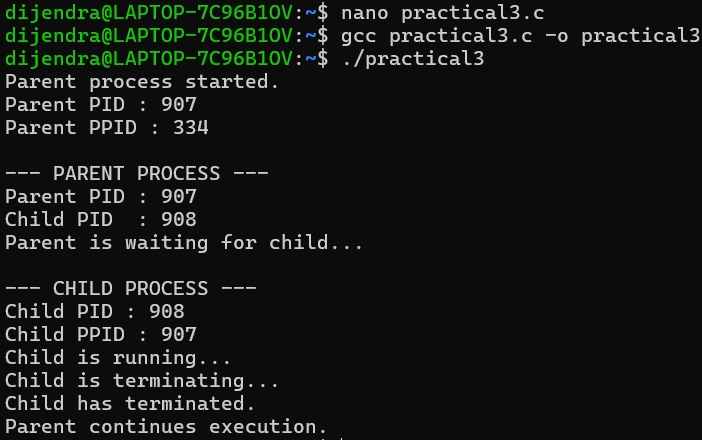 dijendra@LAPTOP-7C96B1OV:~$ nano practical3.c
dijendra@LAPTOP-7C96B1OV:~$ gcc practical3.c -o practical3
dijendra@LAPTOP-7C96B1OV:~$ ./practical3
Parent process started.
Parent PID : 907
Parent PPID : 334

--- PARENT PROCESS ---
Parent PID : 907
Child PID  : 908
Parent is waiting for child...

--- CHILD PROCESS ---
Child PID : 908
Child PPID : 907
Child is running...
Child is terminating...
Child has terminated.
Parent continues execution.